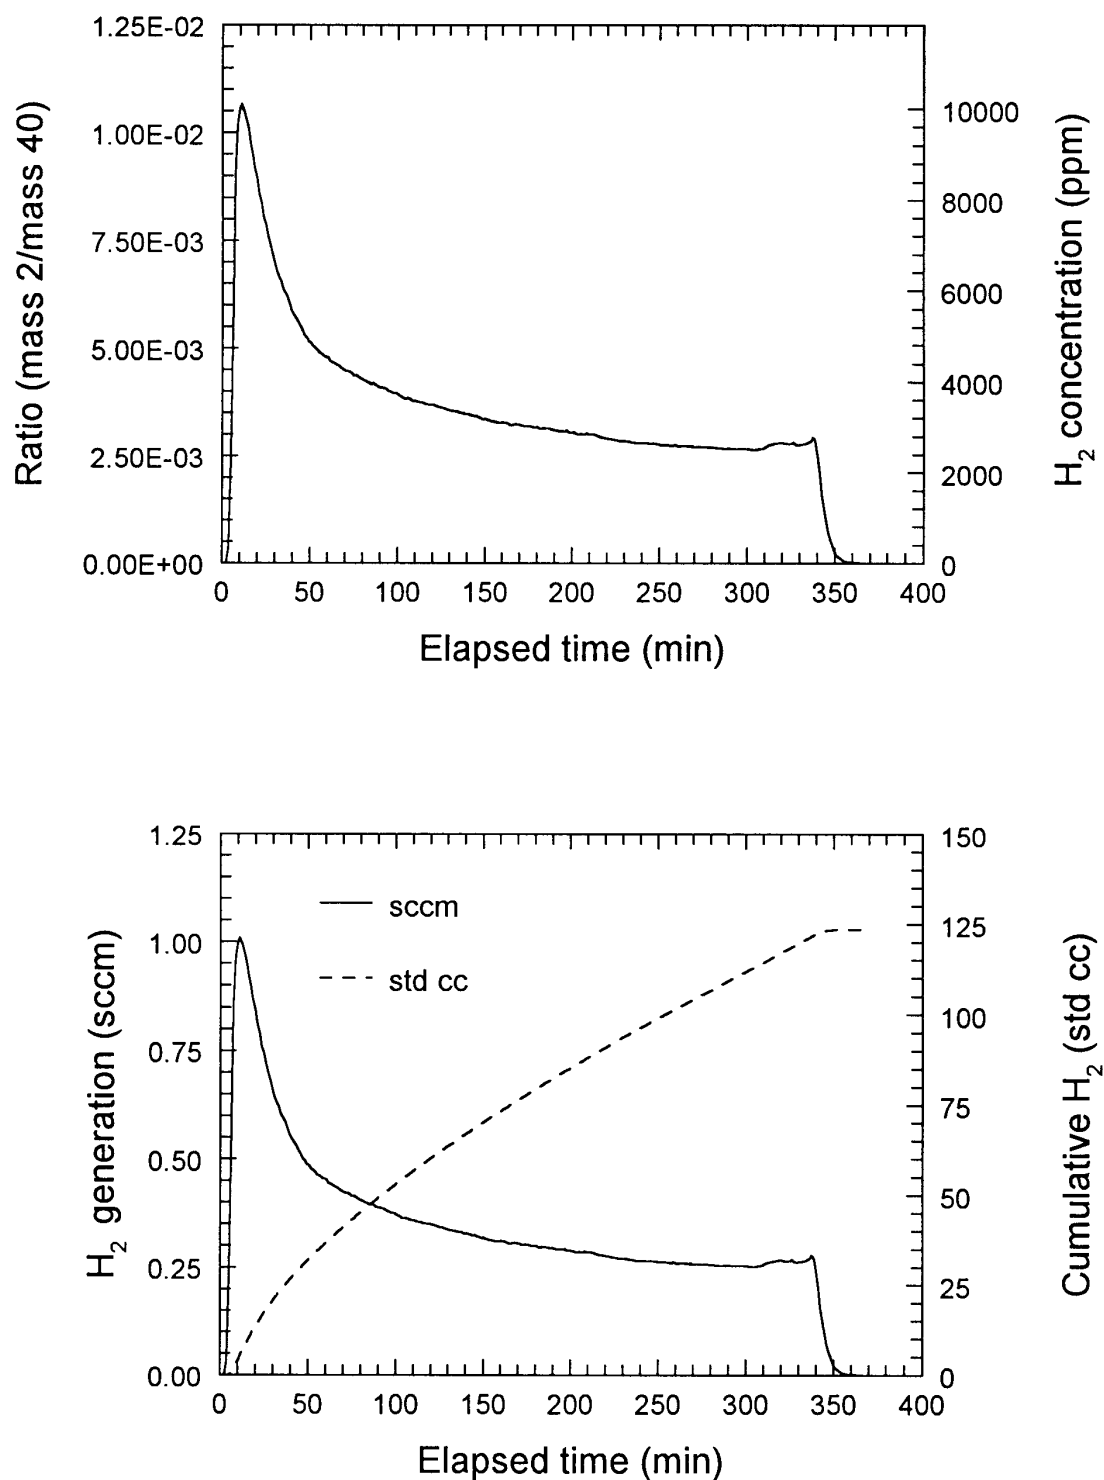 Ratio (mass 2/mass 40)
1.25E-02
1.00E-02
7.50E-03
5.00E-03
2.50E-03
0.00E+00
10000
8000
6000
4000
2000
0
H₂ concentration (ppm)
0 50 100 150 200 250 300 350 400
Elapsed time (min)
H₂ generation (sccm)
1.25
1.00
0.75
0.50
0.25
0.00
sccm
std cc
150
125
100
75
50
25
0
Cumulative H₂ (std cc)
0 50 100 150 200 250 300 350 400
Elapsed time (min)